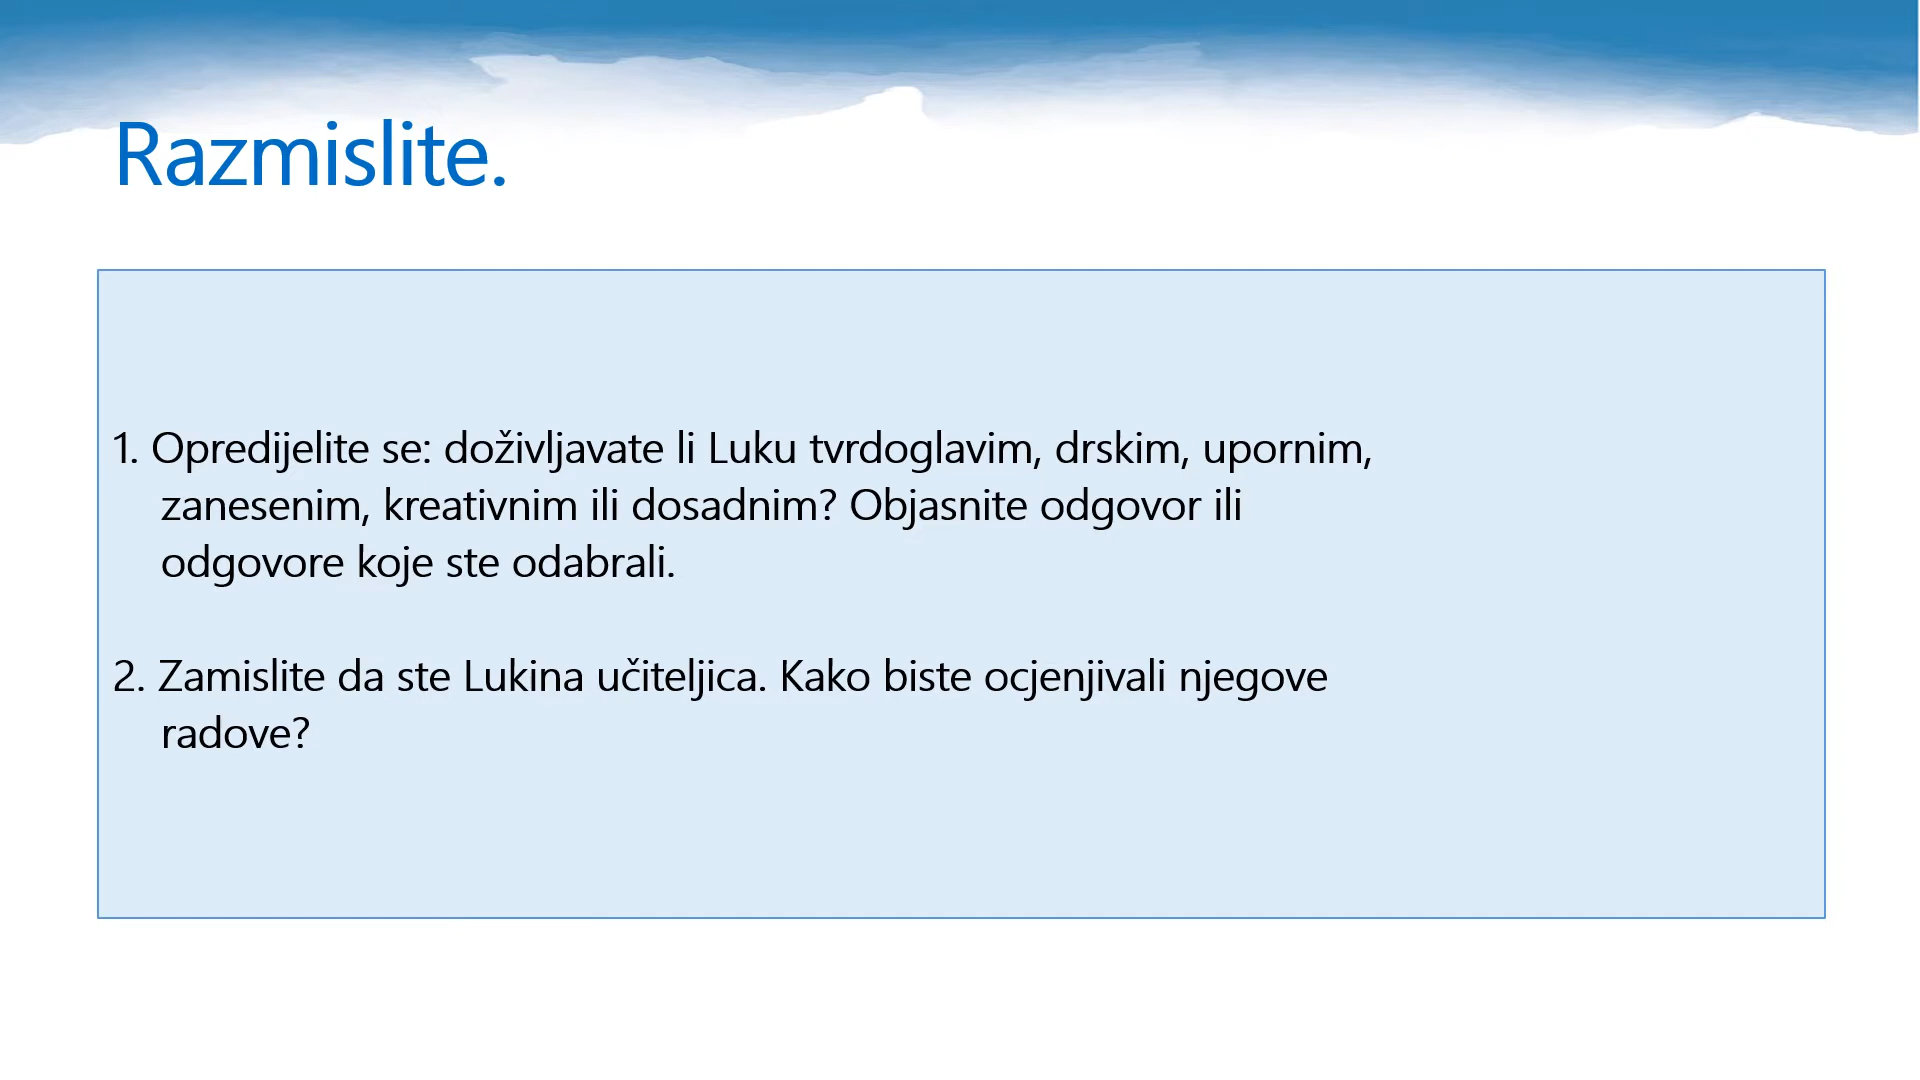 Razmislite.
1. Opredijelite se: doživljavate li Luku tvrdoglavim, drskim, upornim,
zanesenim, kreativnim ili dosadnim? Objasnite odgovor ili
odgovore koje ste odabrali.
2. Zamislite da ste Lukina učiteljica. Kako biste ocjenjivali njegove
radove?